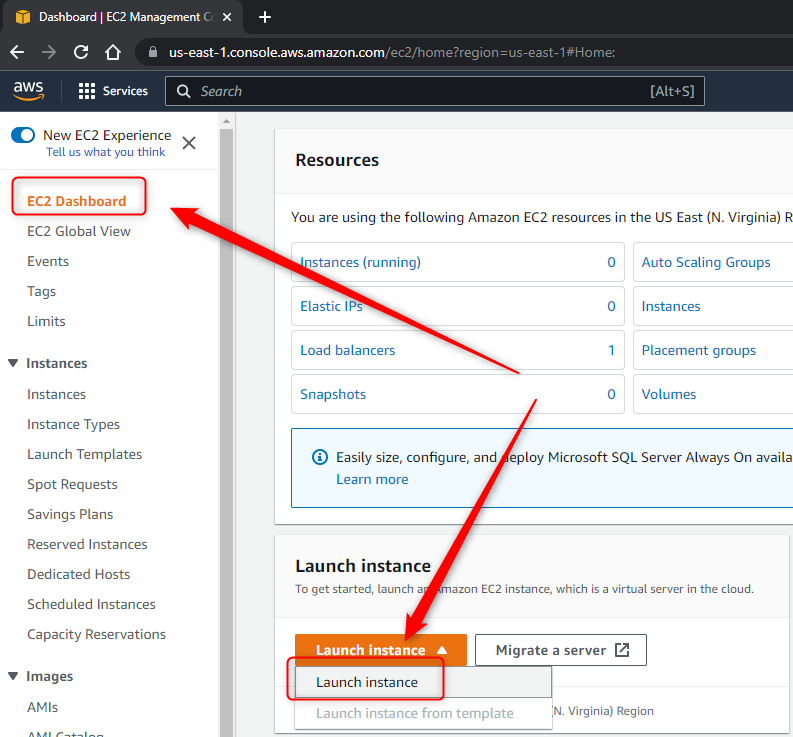 Dashboard | EC2 Management C
us-east-1.console.aws.amazon.com/ec2/home?region=us-east-1#Home:
aws
Services
Search
[Alt+S]
New EC2 Experience
Tell us what you think
EC2 Dashboard
EC2 Global View
Events
Tags
Limits
Instances
Instances
Instance Types
Launch Templates
Spot Requests
Savings Plans
Reserved Instances
Dedicated Hosts
Scheduled Instances
Capacity Reservations
Images
AMIs
AMI Catalog
Resources
You are using the following Amazon EC2 resources in the US East (N. Virginia) R
Instances (running) 0
Auto Scaling Groups
Elastic IPs 0
Instances
Load balancers 1
Placement groups
Snapshots 0
Volumes
Easily size, configure, and deploy Microsoft SQL Server Always On availa
Learn more
Launch instance
To get started, launch an Amazon EC2 instance, which is a virtual server in the cloud.
Launch instance
Migrate a server
Launch instance
Launch instance from template
(N. Virginia) Region